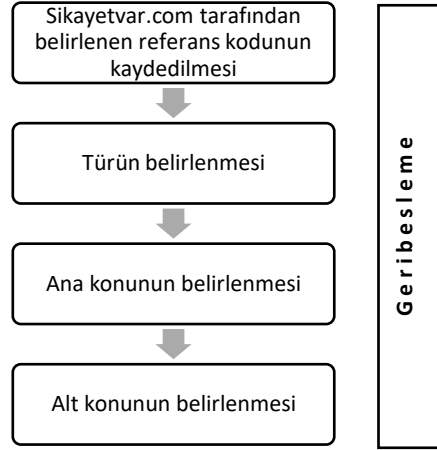 Sikayetvar.com tarafından
belirlenen referans kodunun
kaydedilmesi
Türün belirlenmesi
Ana konunun belirlenmesi
Alt konunun belirlenmesi
Geribesleme